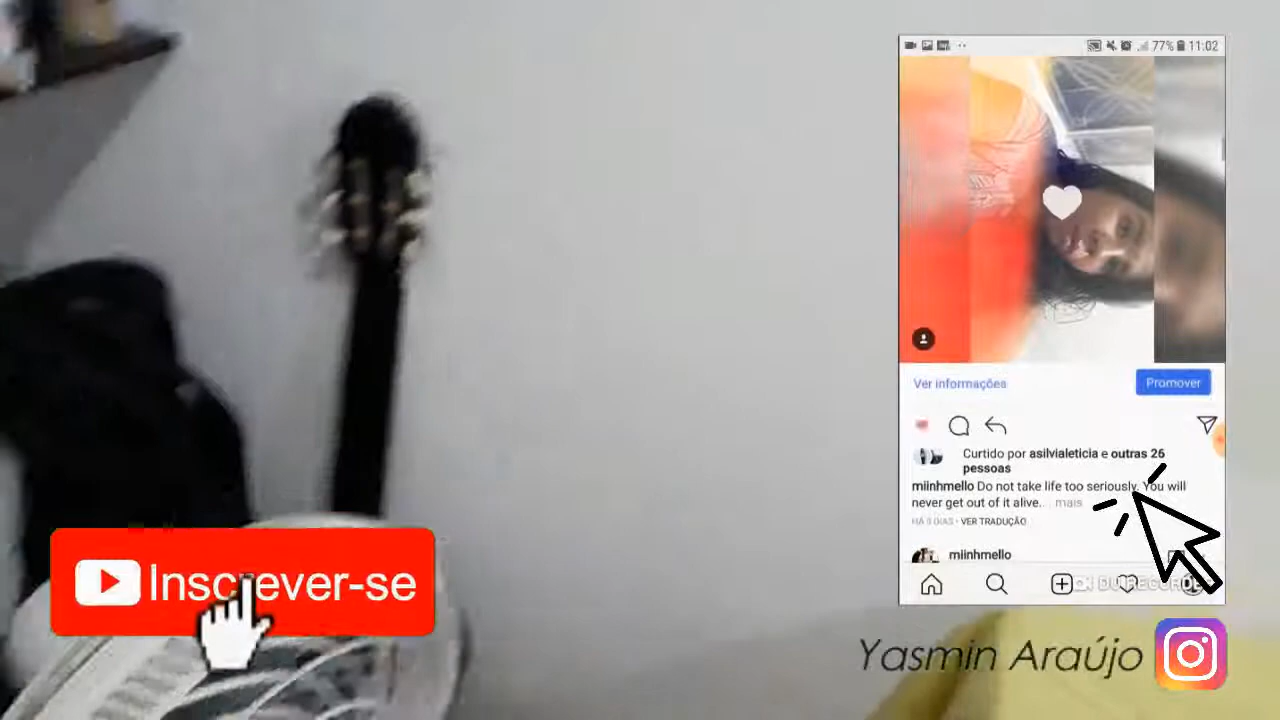 77% 11:02
Ver informações
Promover
Curtido por asilvialeticia e outras 26
pessoas
miinhmello Do not take life too seriously. You will
never get out of it alive. ... mais
VER TRADUÇÃO
miinhmello
Inscrever-se
Yasmin Araújo